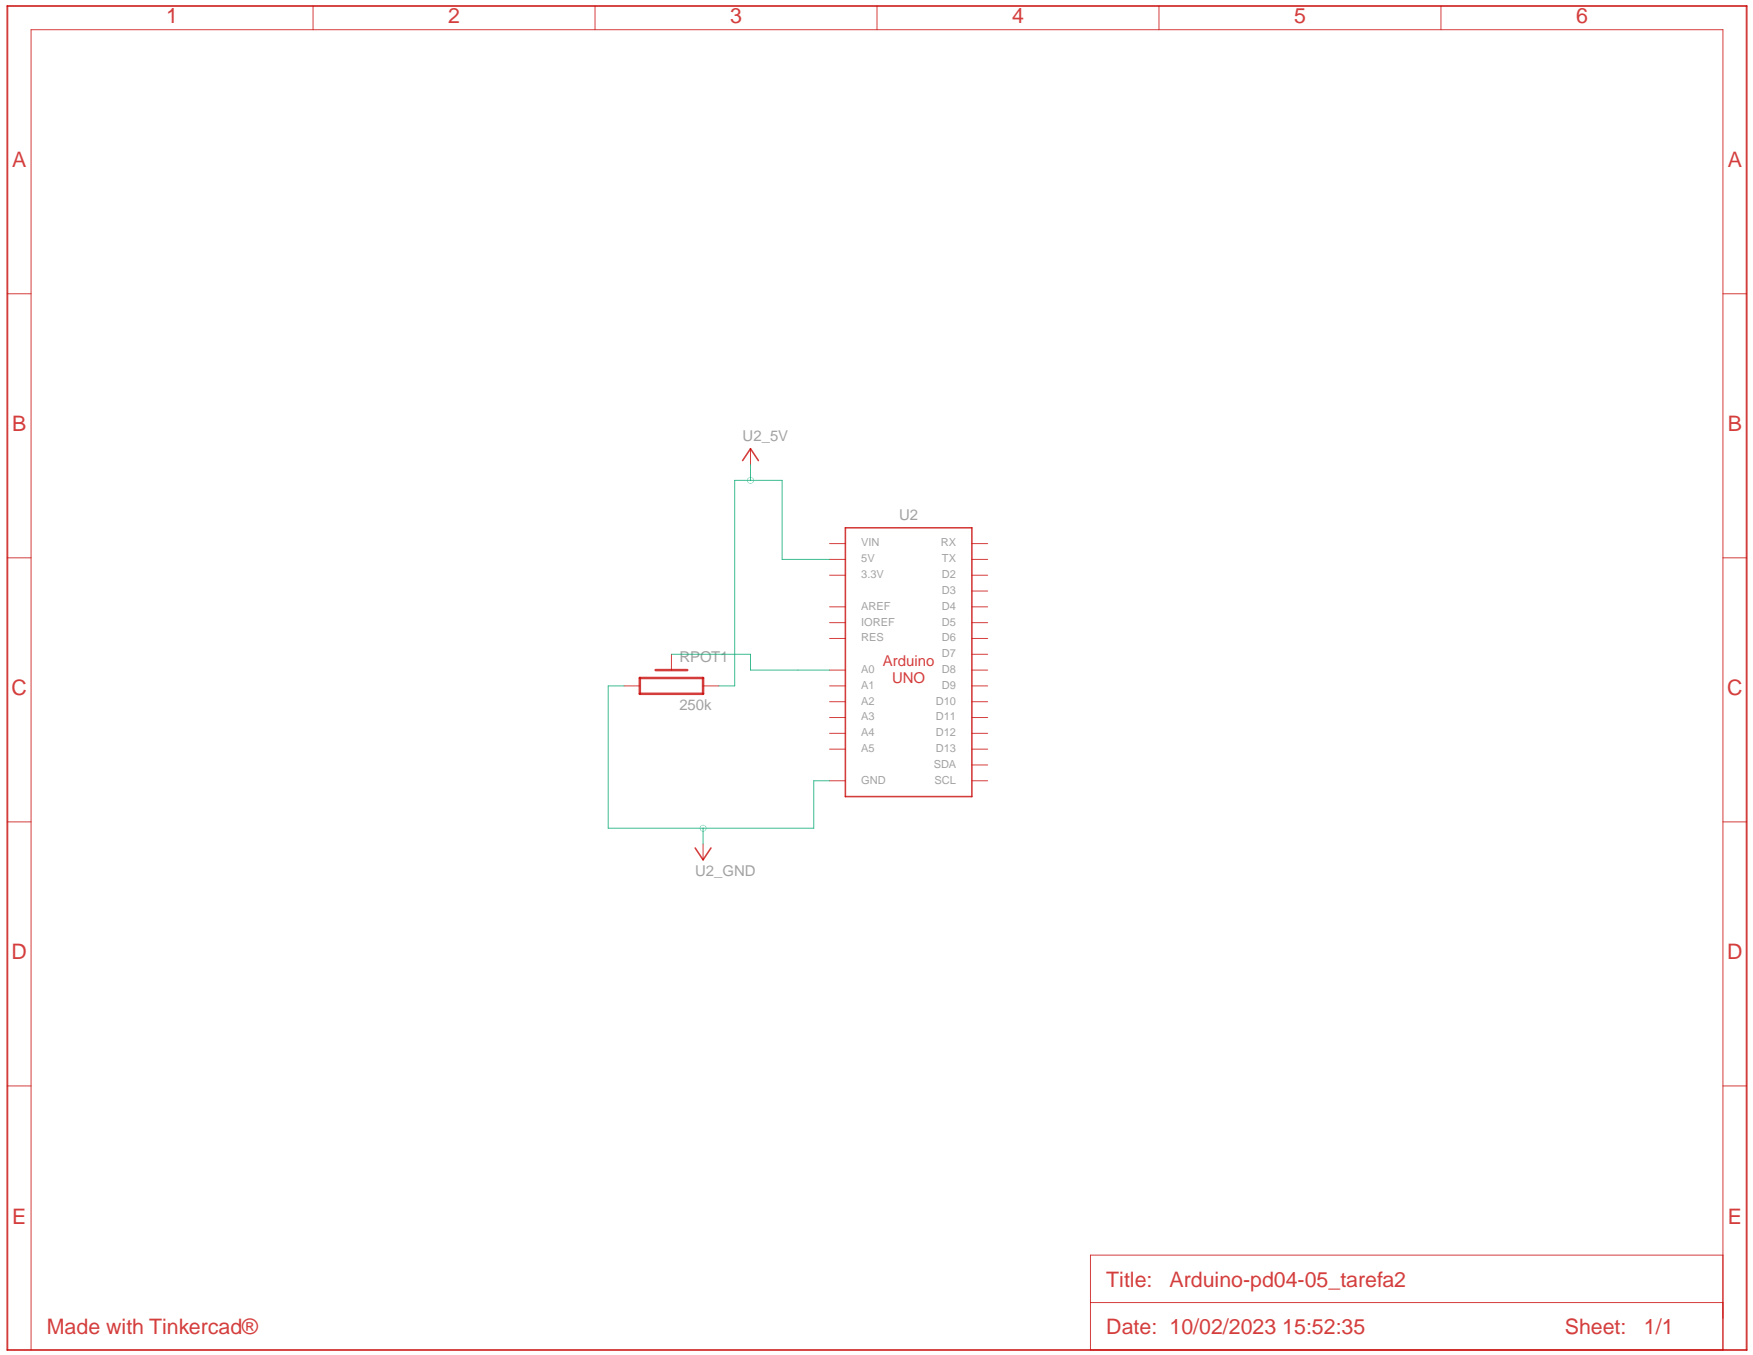 1 2 3 4 5 6
A A
B B
U2_5V
U2
VIN RX
5V TX
3.3V D2
D3
AREF D4
IOREF D5
RES D6
D7
RPOT1
Arduino
A0 D8
UNO
A1 D9
C C
250k
A2 D10
A3 D11
A4 D12
A5 D13
SDA
GND SCL
U2_GND
D D
E E
Title: Arduino-pd04-05_tarefa2
Made with Tinkercad®
Date: 10/02/2023 15:52:35 Sheet: 1/1